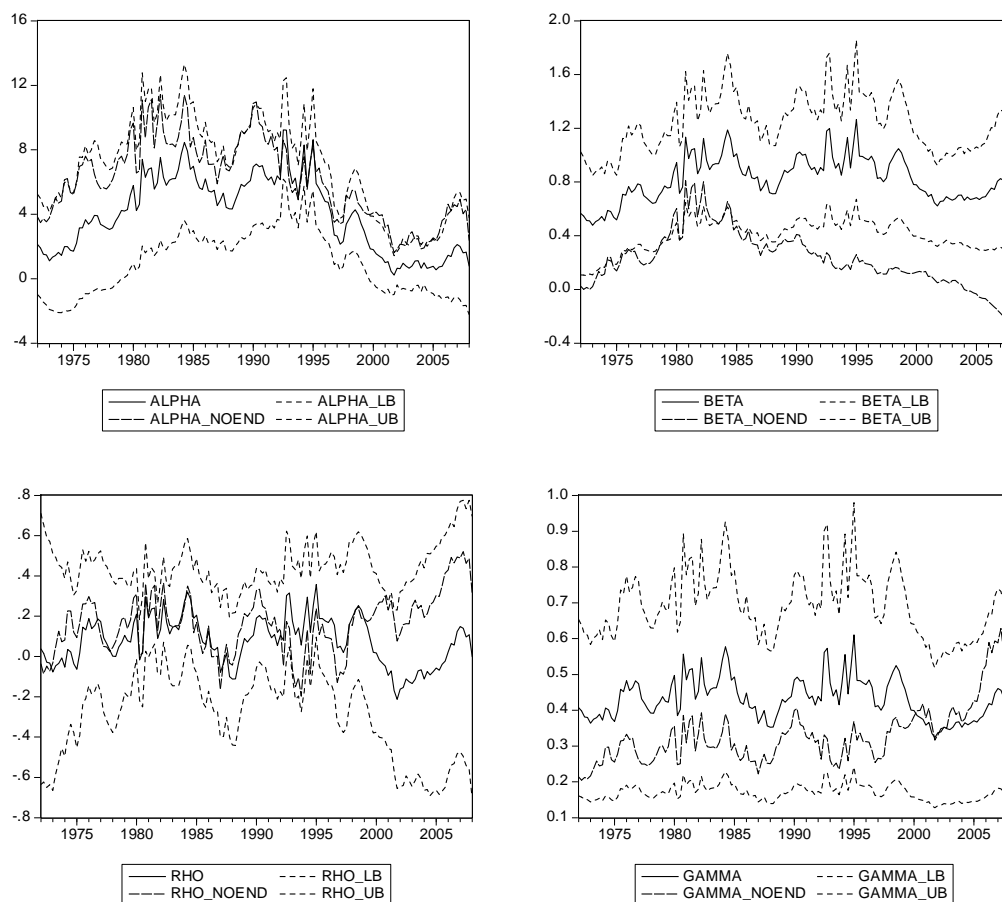 16
12
8
4
0
-4
1975 1980 1985 1990 1995 2000 2005
ALPHA ALPHA_LB
ALPHA_NOEND ALPHA_UB
2.0
1.6
1.2
0.8
0.4
0.0
-0.4
1975 1980 1985 1990 1995 2000 2005
BETA BETA_LB
BETA_NOEND BETA_UB
.8
.6
.4
.2
.0
-.2
-.4
-.6
-.8
1975 1980 1985 1990 1995 2000 2005
RHO RHO_LB
RHO_NOEND RHO_UB
1.0
0.9
0.8
0.7
0.6
0.5
0.4
0.3
0.2
0.1
1975 1980 1985 1990 1995 2000 2005
GAMMA GAMMA_LB
GAMMA_NOEND GAMMA_UB